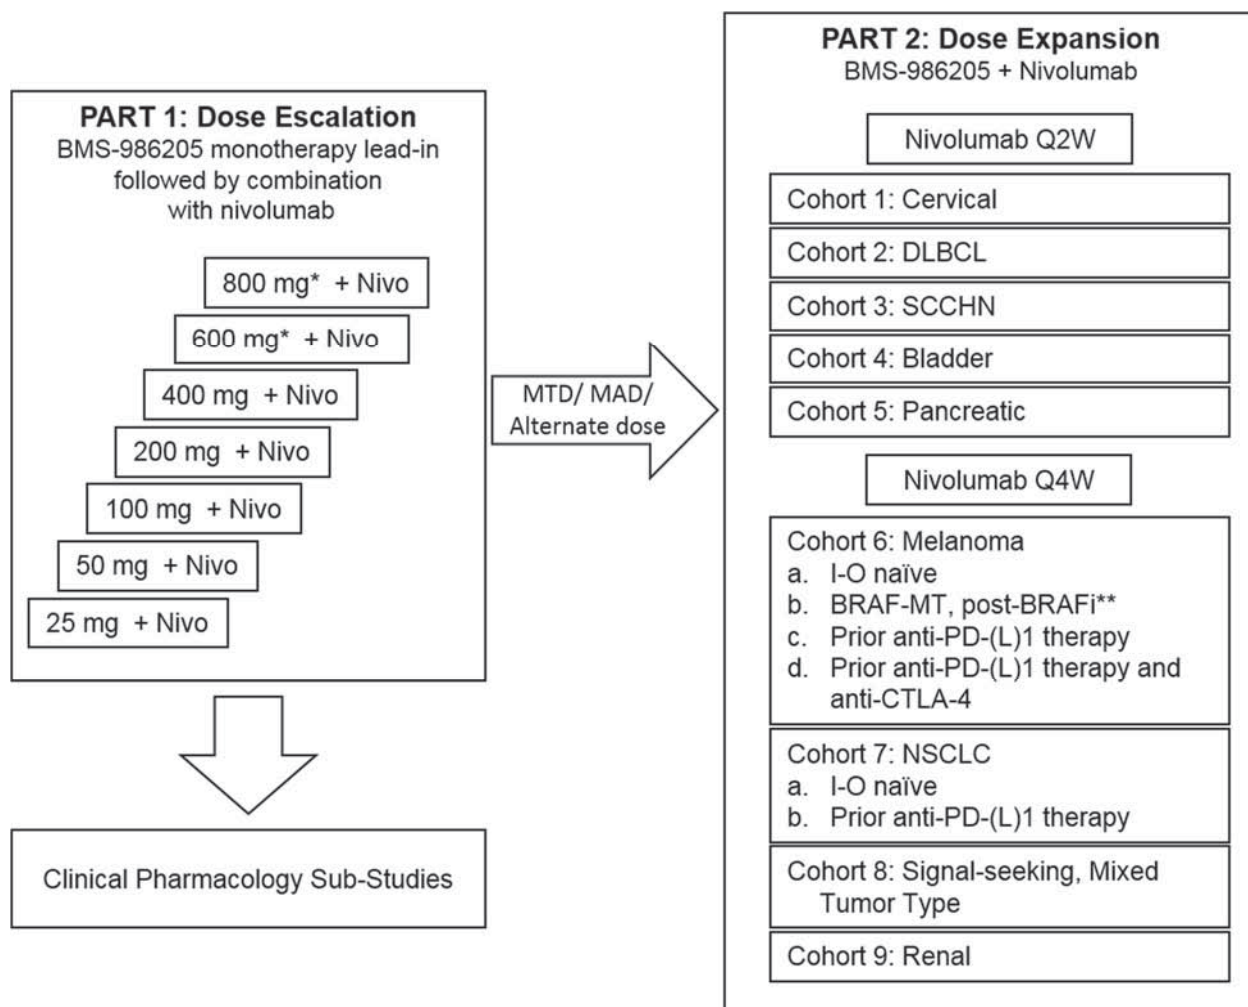 PART 1: Dose Escalation
BMS-986205 monotherapy lead-in
followed by combination
with nivolumab
800 mg* + Nivo
600 mg* + Nivo
400 mg + Nivo
200 mg + Nivo
100 mg + Nivo
50 mg + Nivo
25 mg + Nivo
Clinical Pharmacology Sub-Studies
MTD/ MAD/
Alternate dose
PART 2: Dose Expansion
BMS-986205 + Nivolumab
Nivolumab Q2W
Cohort 1: Cervical
Cohort 2: DLBCL
Cohort 3: SCCHN
Cohort 4: Bladder
Cohort 5: Pancreatic
Nivolumab Q4W
Cohort 6: Melanoma
a. I-O naïve
b. BRAF-MT, post-BRAFi**
c. Prior anti-PD-(L)1 therapy
d. Prior anti-PD-(L)1 therapy and
anti-CTLA-4
Cohort 7: NSCLC
a. I-O naïve
b. Prior anti-PD-(L)1 therapy
Cohort 8: Signal-seeking, Mixed
Tumor Type
Cohort 9: Renal